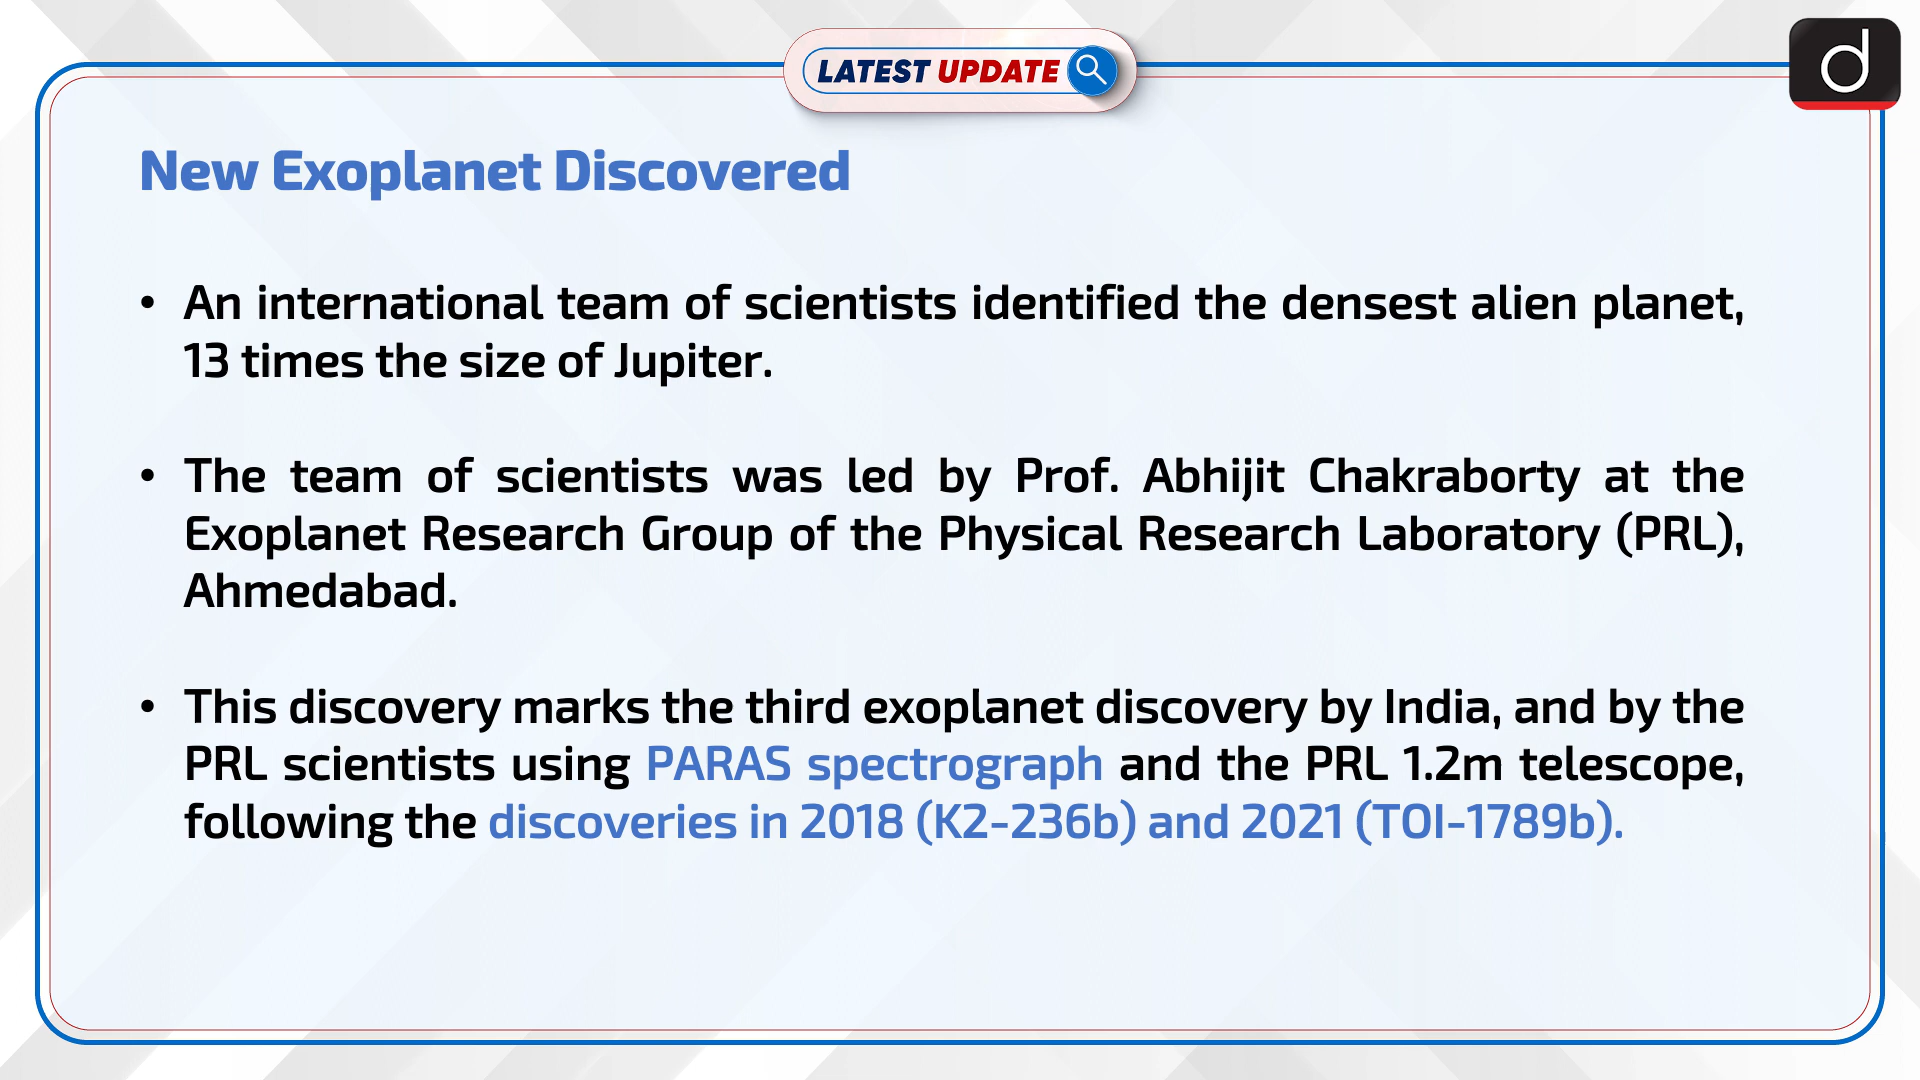 LATEST UPDATE
d
New Exoplanet Discovered
• An international team of scientists identified the densest alien planet,
13 times the size of Jupiter.
• The team of scientists was led by Prof. Abhijit Chakraborty at the
Exoplanet Research Group of the Physical Research Laboratory (PRL),
Ahmedabad.
• This discovery marks the third exoplanet discovery by India, and by the
PRL scientists using PARAS spectrograph and the PRL 1.2m telescope,
following the discoveries in 2018 (K2-236b) and 2021 (TOI-1789b).